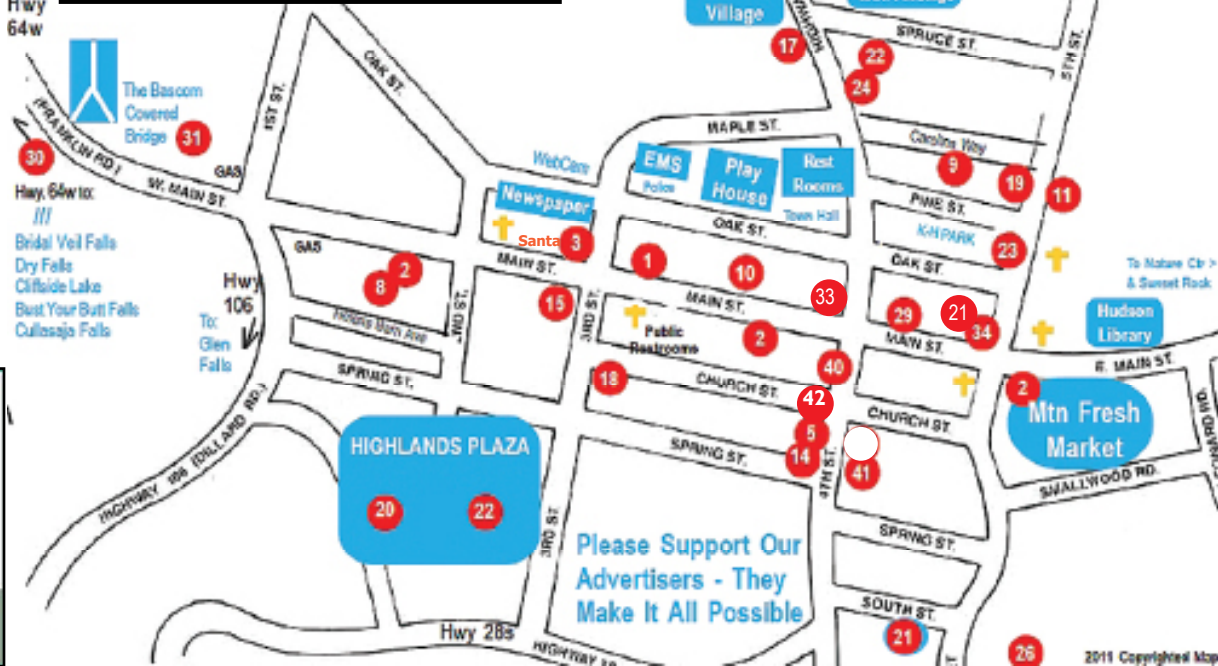 Hwy
64w
Village
17
SPRUCE ST.
5TH ST.
22
24
The Bascom
Covered
Bridge
31
1ST ST.
OAK ST.
30
(FRANKLIN RD.)
W. MAIN ST.
GAS
Hwy. 64w to:
///
Bridal Veil Falls
Dry Falls
Cliffside Lake
Bust Your Butt Falls
Cullasaja Falls
MAPLE ST.
WebCam
EMS
Police
Play
House
Rest
Rooms
Town Hall
Carolina Way
9
19
11
PINE ST.
K-H PARK
23
OAK ST.
Newspaper
Santa
3
MAIN ST.
OAK ST.
GAS
2
8
Hwy
106
To:
Glen
Falls
15
3RD ST.
1
10
33
MAIN ST.
29
21
34
MAIN ST.
To Nature Ctr >
& Sunset Rock
Hudson
Library
E. MAIN ST.
Public
Restrooms
2
40
SPRING ST.
18
CHURCH ST.
42
5
14
4TH ST.
41
CHURCH ST.
2
Mtn Fresh
Market
SMALLWOOD RD.
SPRING ST.
HIGHLANDS PLAZA
20
22
HIGHWAY 106 (DILLARD RD.)
3RD ST.
Please Support Our
Advertisers - They
Make It All Possible
SPRING ST.
SOUTH ST.
21
Hwy 28s
26
2011 Copyrighted Map